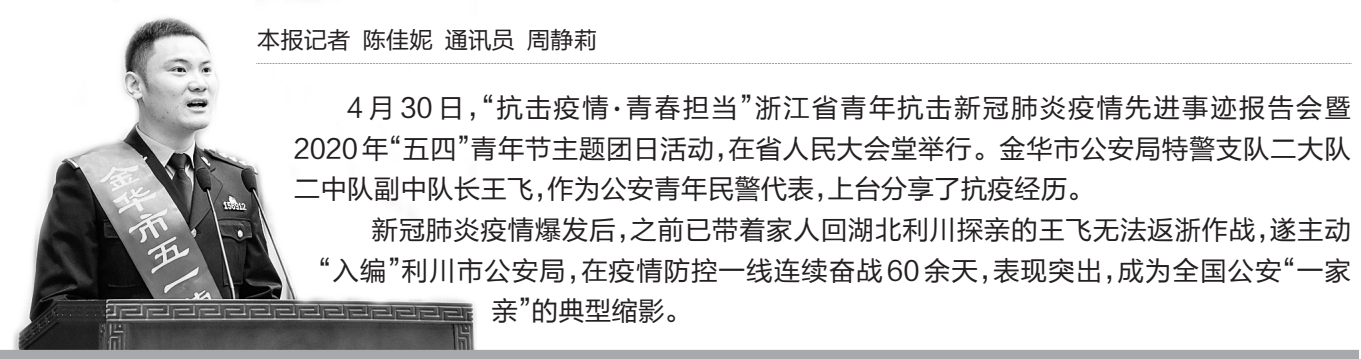 本报记者 陈佳妮 通讯员 周静莉
4月30日,“抗击疫情·青春担当”浙江省青年抗击新冠肺炎疫情先进事迹报告会暨
2020年“五四”青年节主题团日活动,在省人民大会堂举行。金华市公安局特警支队二大队
二中队副中队长王飞,作为公安青年民警代表,上台分享了抗疫经历。
新冠肺炎疫情爆发后,之前已带着家人回湖北利川探亲的王飞无法返浙作战,遂主动
“入编”利川市公安局,在疫情防控一线连续奋战60余天,表现突出,成为全国公安“一家
亲”的典型缩影。
金华市五一
150912